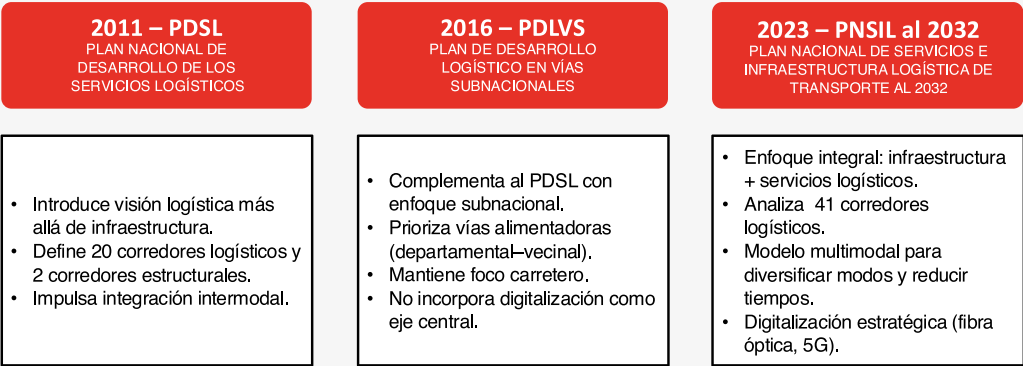 2011 – PDSL
PLAN NACIONAL DE
DESARROLLO DE LOS
SERVICIOS LOGÍSTICOS
• Introduce visión logística más
allá de infraestructura.
• Define 20 corredores logísticos y
2 corredores estructurales.
• Impulsa integración intermodal.
2016 – PDLVS
PLAN DE DESARROLLO
LOGÍSTICO EN VÍAS
SUBNACIONALES
• Complementa al PDSL con
enfoque subnacional.
• Prioriza vías alimentadoras
(departamental–vecinal).
• Mantiene foco carretero.
• No incorpora digitalización como
eje central.
2023 – PNSIL al 2032
PLAN NACIONAL DE SERVICIOS E
INFRAESTRUCTURA LOGÍSTICA DE
TRANSPORTE AL 2032
• Enfoque integral: infraestructura
+ servicios logísticos.
• Analiza 41 corredores
logísticos.
• Modelo multimodal para
diversificar modos y reducir
tiempos.
• Digitalización estratégica (fibra
óptica, 5G).